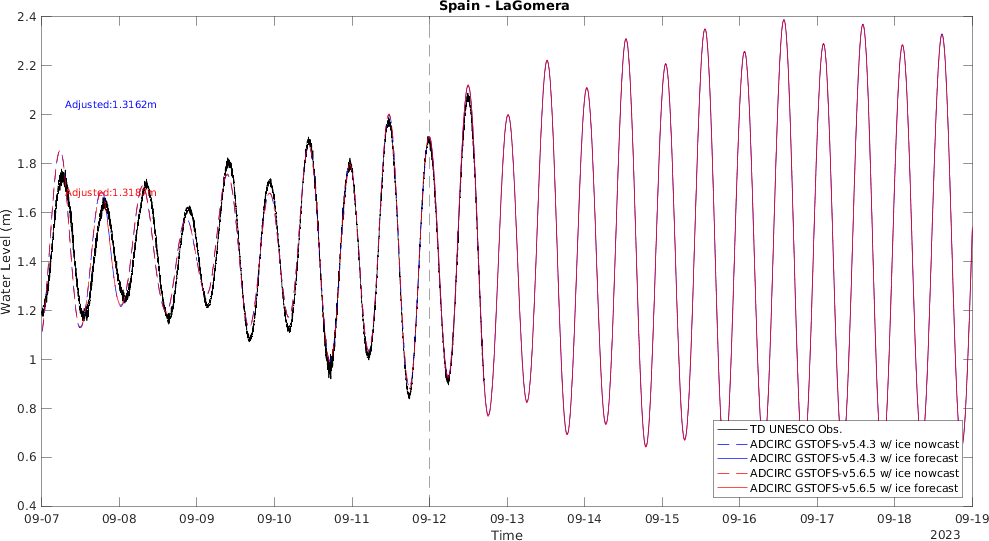 Spain - LaGomera
Water Level (m)
2.4
2.2
2
1.8
1.6
1.4
1.2
1
0.8
0.6
0.4
Adjusted:1.3162m
TD UNESCO Obs.
ADCIRC GSTOFS-v5.4.3 w/ ice nowcast
ADCIRC GSTOFS-v5.4.3 w/ ice forecast
ADCIRC GSTOFS-v5.6.5 w/ ice nowcast
ADCIRC GSTOFS-v5.6.5 w/ ice forecast
09-07 09-08 09-09 09-10 09-11 09-12 09-13 09-14 09-15 09-16 09-17 09-18 09-19
Time
2023